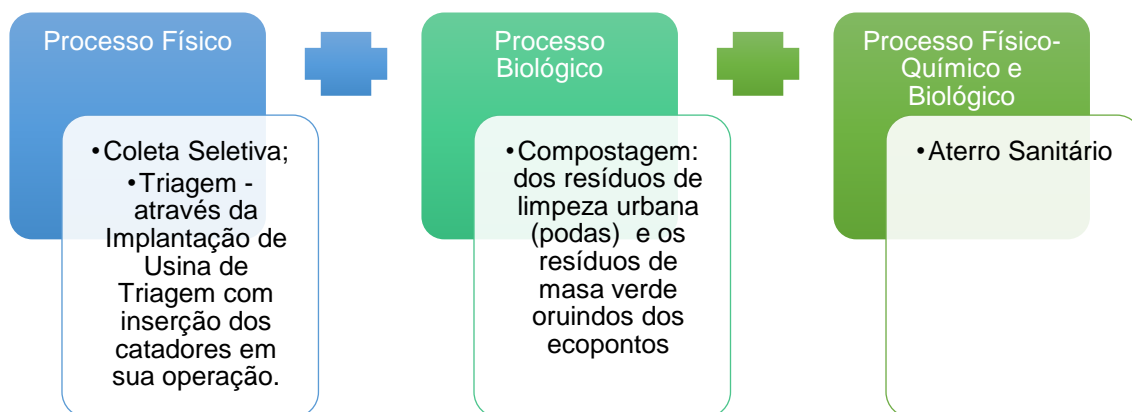 Processo Físico
•Coleta Seletiva;
•Triagem -
através da
Implantação de
Usina de
Triagem com
inserção dos
catadores em
sua operação.
Processo
Biológico
•Compostagem:
dos resíduos de
limpeza urbana
(podas) e os
resíduos de
masa verde
oruindos dos
ecopontos
Processo Físico-
Químico e
Biológico
•Aterro Sanitário